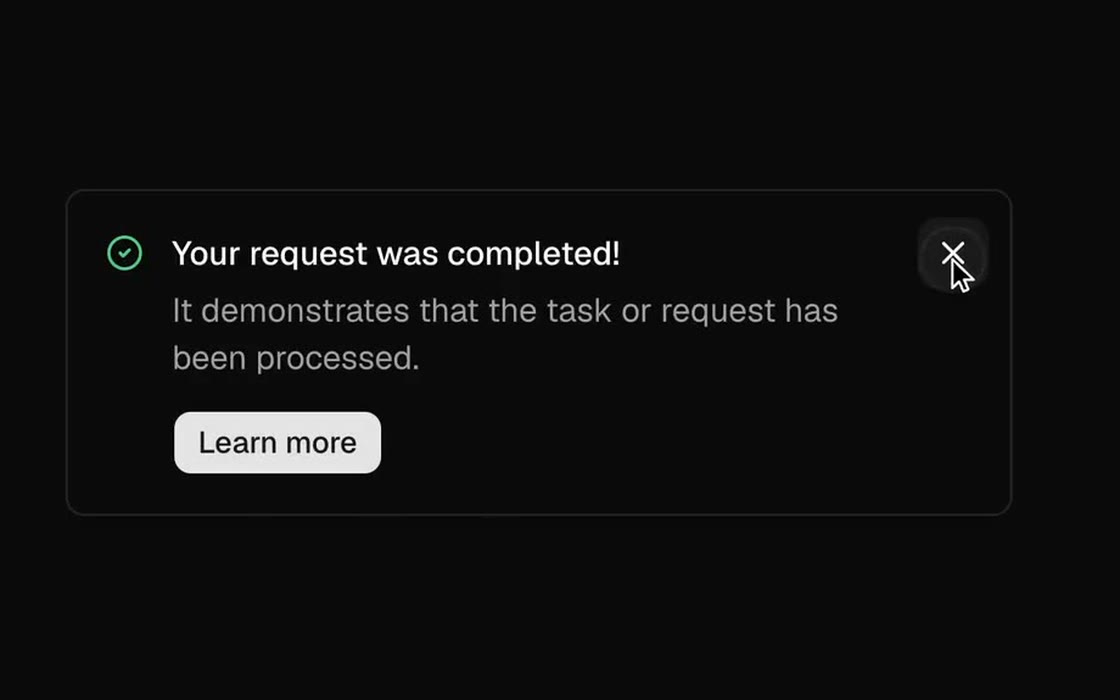 Your request was completed!
It demonstrates that the task or request has
been processed.
Learn more